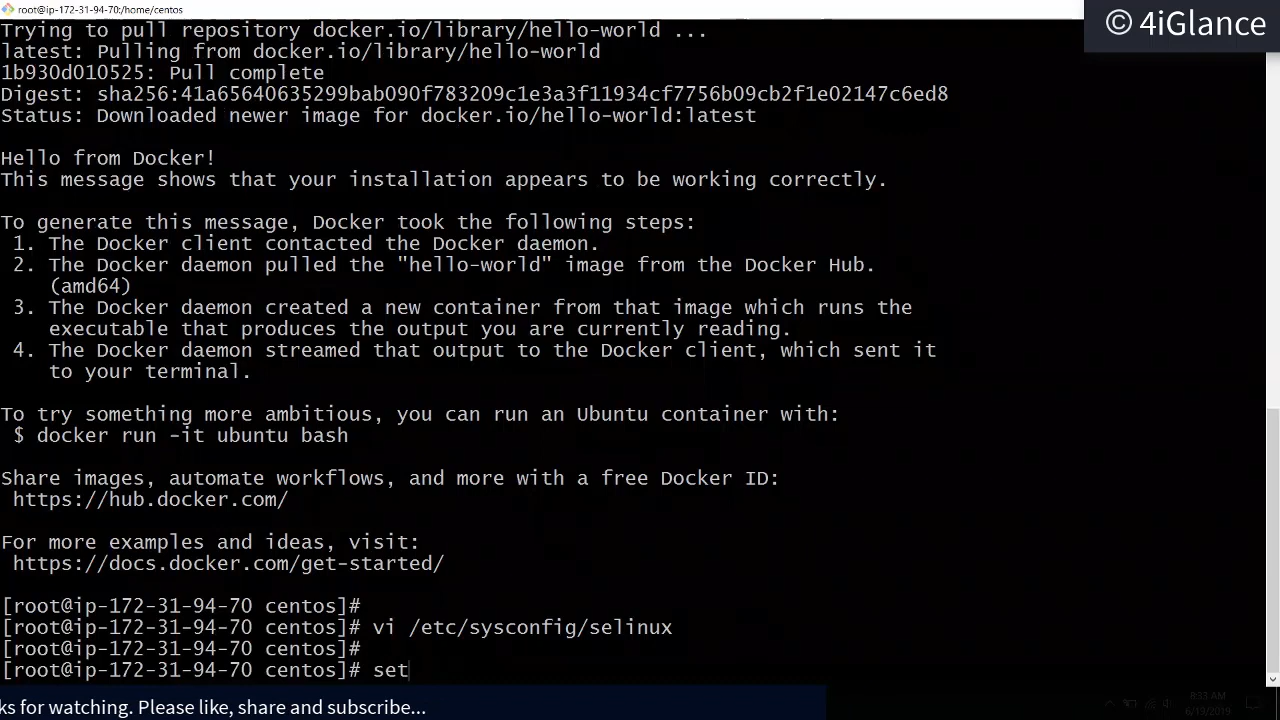 root@ip-172-31-94-70:/home/centos
© 4iGlance
Trying to pull repository docker.io/library/hello-world ...
latest: Pulling from docker.io/library/hello-world
1b930d010525: Pull complete
Digest: sha256:41a65640635299bab090f783209c1e3a3f11934cf7756b09cb2f1e02147c6ed8
Status: Downloaded newer image for docker.io/hello-world:latest
Hello from Docker!
This message shows that your installation appears to be working correctly.
To generate this message, Docker took the following steps:
1. The Docker client contacted the Docker daemon.
2. The Docker daemon pulled the "hello-world" image from the Docker Hub.
(amd64)
3. The Docker daemon created a new container from that image which runs the
executable that produces the output you are currently reading.
4. The Docker daemon streamed that output to the Docker client, which sent it
to your terminal.
To try something more ambitious, you can run an Ubuntu container with:
$ docker run -it ubuntu bash
Share images, automate workflows, and more with a free Docker ID:
https://hub.docker.com/
For more examples and ideas, visit:
https://docs.docker.com/get-started/
[root@ip-172-31-94-70 centos]#
[root@ip-172-31-94-70 centos]# vi /etc/sysconfig/selinux
[root@ip-172-31-94-70 centos]#
[root@ip-172-31-94-70 centos]# set
ks for watching. Please like, share and subscribe...
8:33 AM
6/19/2019